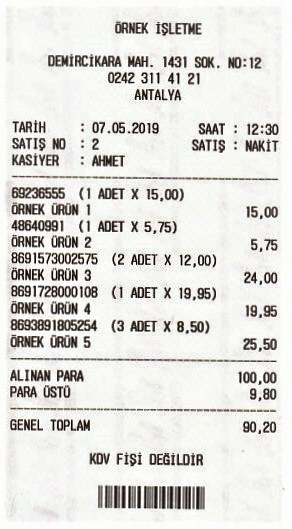 ÖRNEK İŞLETME
DEMİRCİKARA MAH. 1431 SOK. NO:12
0242 311 41 21
ANTALYA
TARİH : 07.05.2019 SAAT : 12:30
SATIŞ NO : 2 SATIŞ : NAKİT
KASİYER : AHMET
69236555 (1 ADET X 15,00)
ÖRNEK ÜRÜN 1 15,00
48640991 (1 ADET X 5,75)
ÖRNEK ÜRÜN 2 5,75
8691573002575 (2 ADET X 12,00)
ÖRNEK ÜRÜN 3 24,00
8691728000108 (1 ADET X 19,95)
ÖRNEK ÜRÜN 4 19,95
8693891805254 (3 ADET X 8,50)
ÖRNEK ÜRÜN 5 25,50
ALINAN PARA 100,00
PARA ÜSTÜ 9,80
GENEL TOPLAM 90,20
KDV FİŞİ DEĞİLDİR